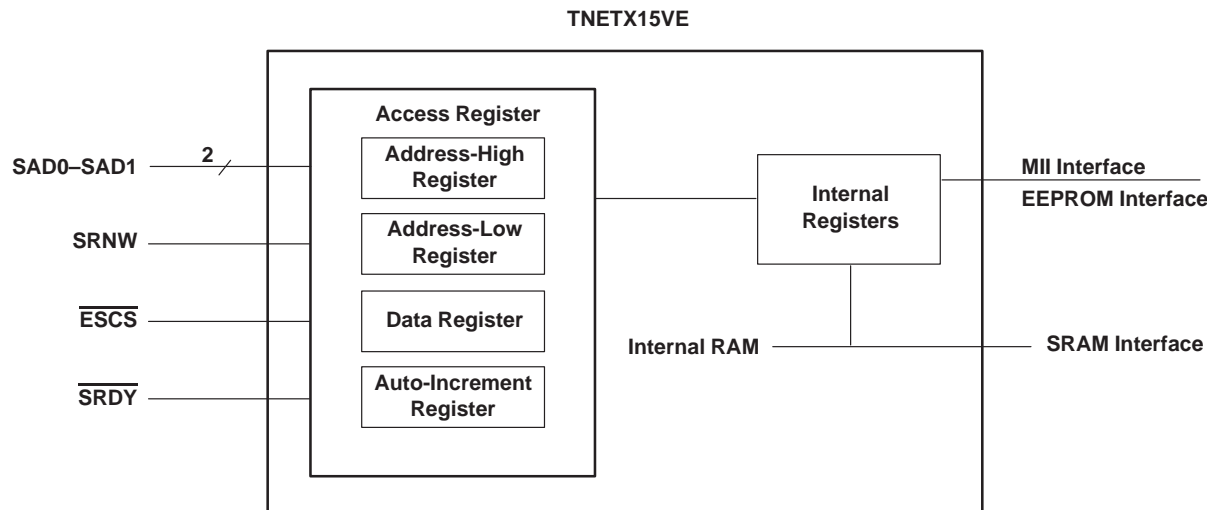 TNETX15VE
Access Register
SAD0–SAD1
2
Address-High
Register
SRNW
Address-Low
Register
ESCS
Data Register
SRDY
Auto-Increment
Register
Internal
Registers
MII Interface
EEPROM Interface
Internal RAM
SRAM Interface